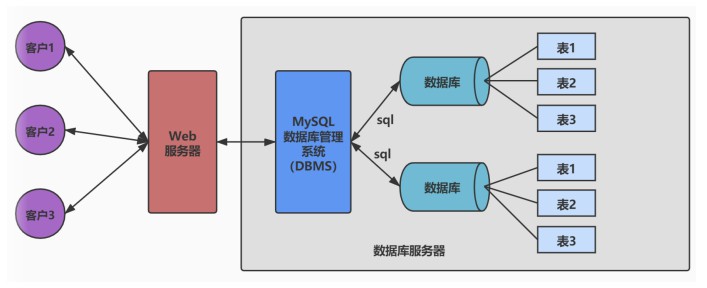 客户1
客户2
客户3
Web
服务器
MySQL
数据库管理
系统
（DBMS）
sql
sql
数据库
表1
表2
表3
数据库
表1
表2
表3
数据库服务器